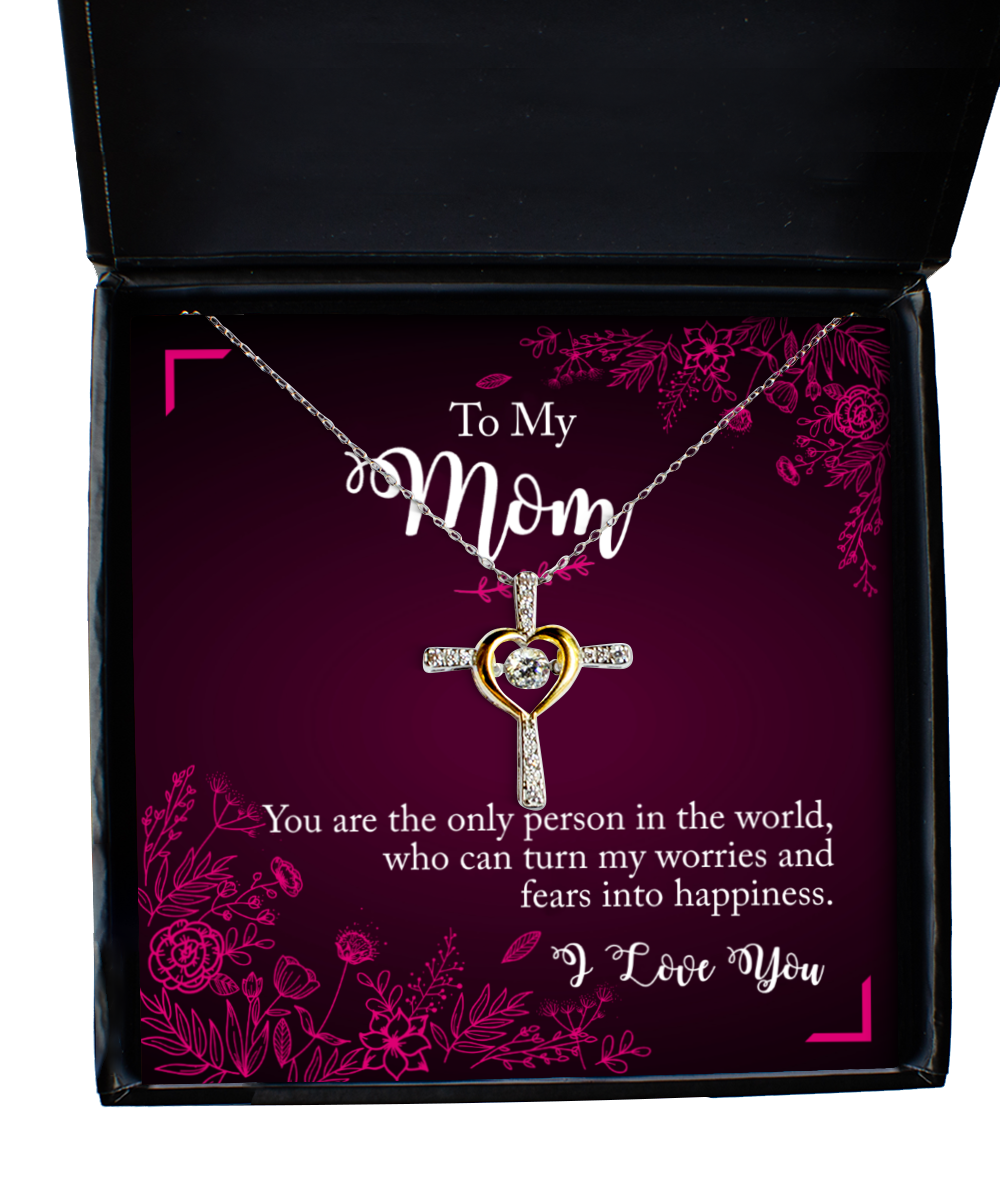 To My
Mom
You are the only person in the world,
who can turn my worries and
fears into happiness.
I Love You